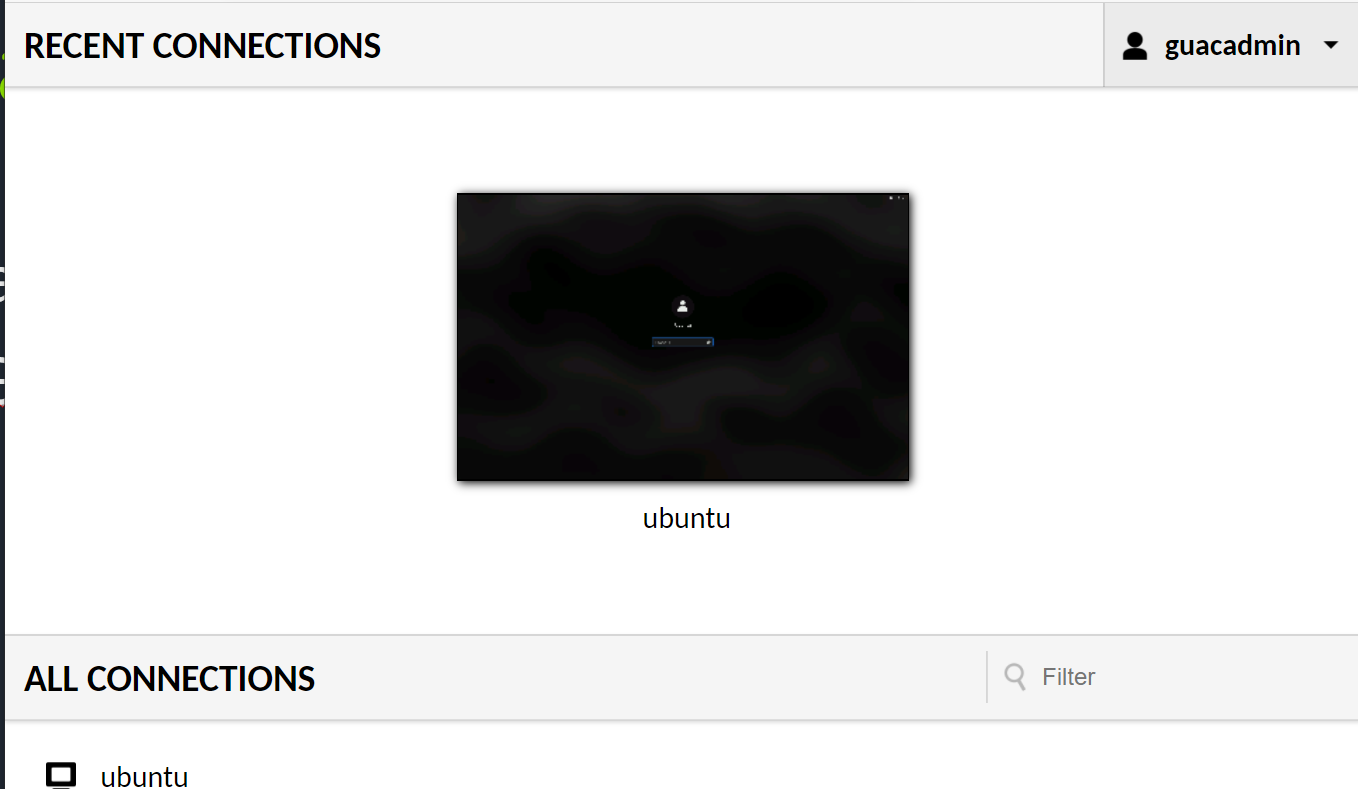 RECENT CONNECTIONS
guacadmin
ubuntu
ALL CONNECTIONS
Filter
ubuntu